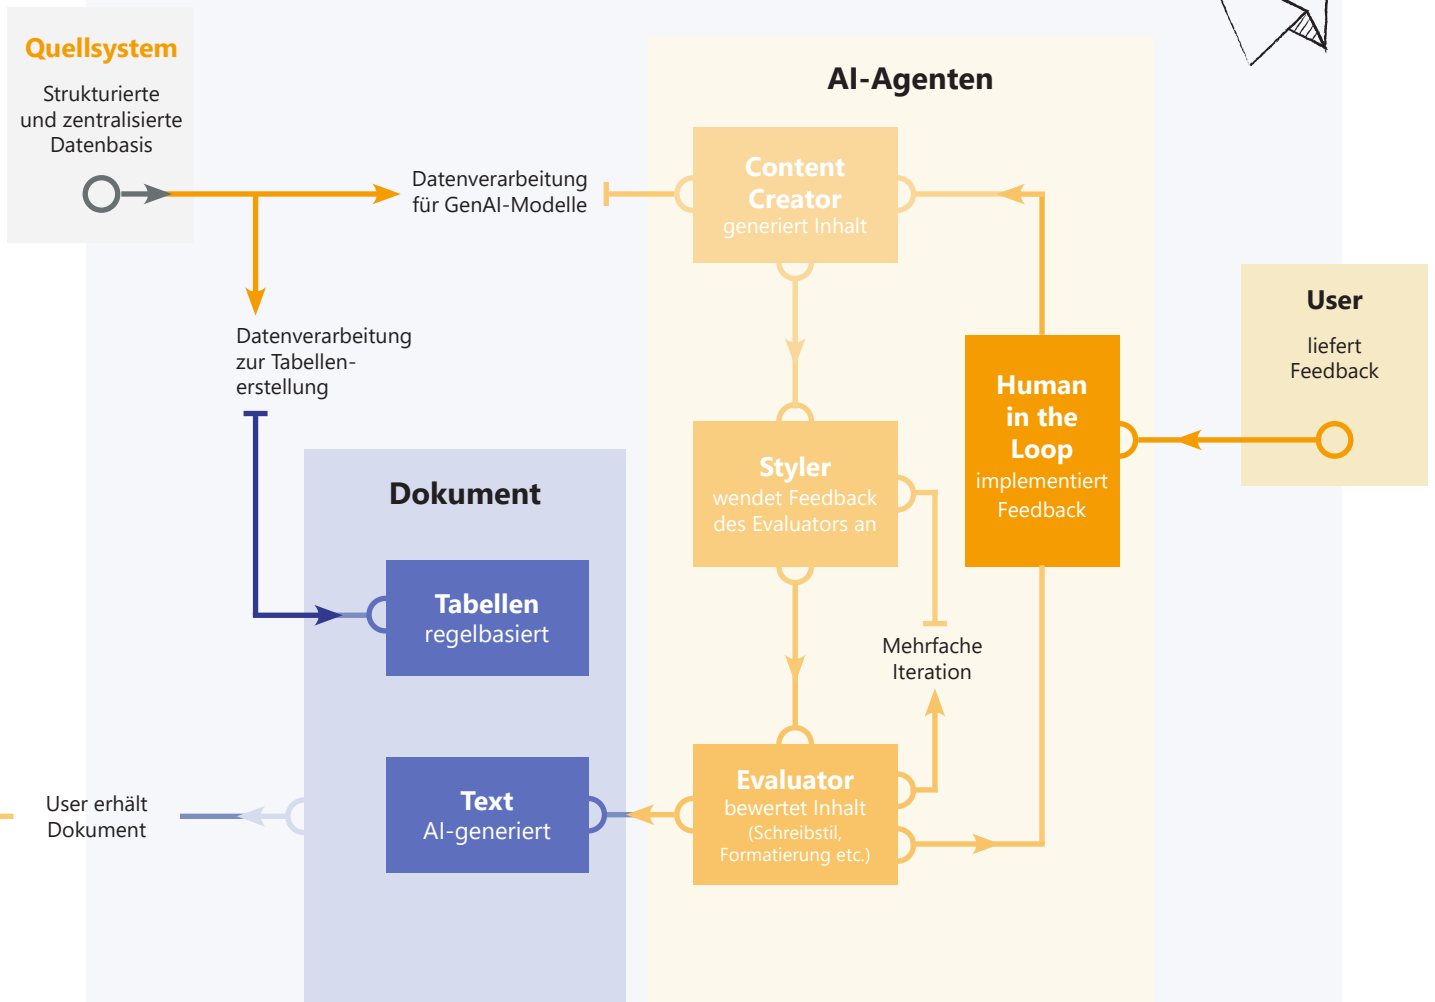 Quellsystem
Strukturierte
und zentralisierte
Datenbasis
AI-Agenten
Content
Creator
generiert Inhalt
Datenverarbeitung
für GenAI-Modelle
User
liefert
Feedback
Datenverarbeitung
zur Tabellen-
erstellung
Human
in the
Loop
implementiert
Feedback
Styler
wendet Feedback
des Evaluators an
Dokument
Tabellen
regelbasiert
Mehrfache
Iteration
Evaluator
bewertet Inhalt
(Schreibstil,
Formatierung etc.)
Text
AI-generiert
User erhält
Dokument